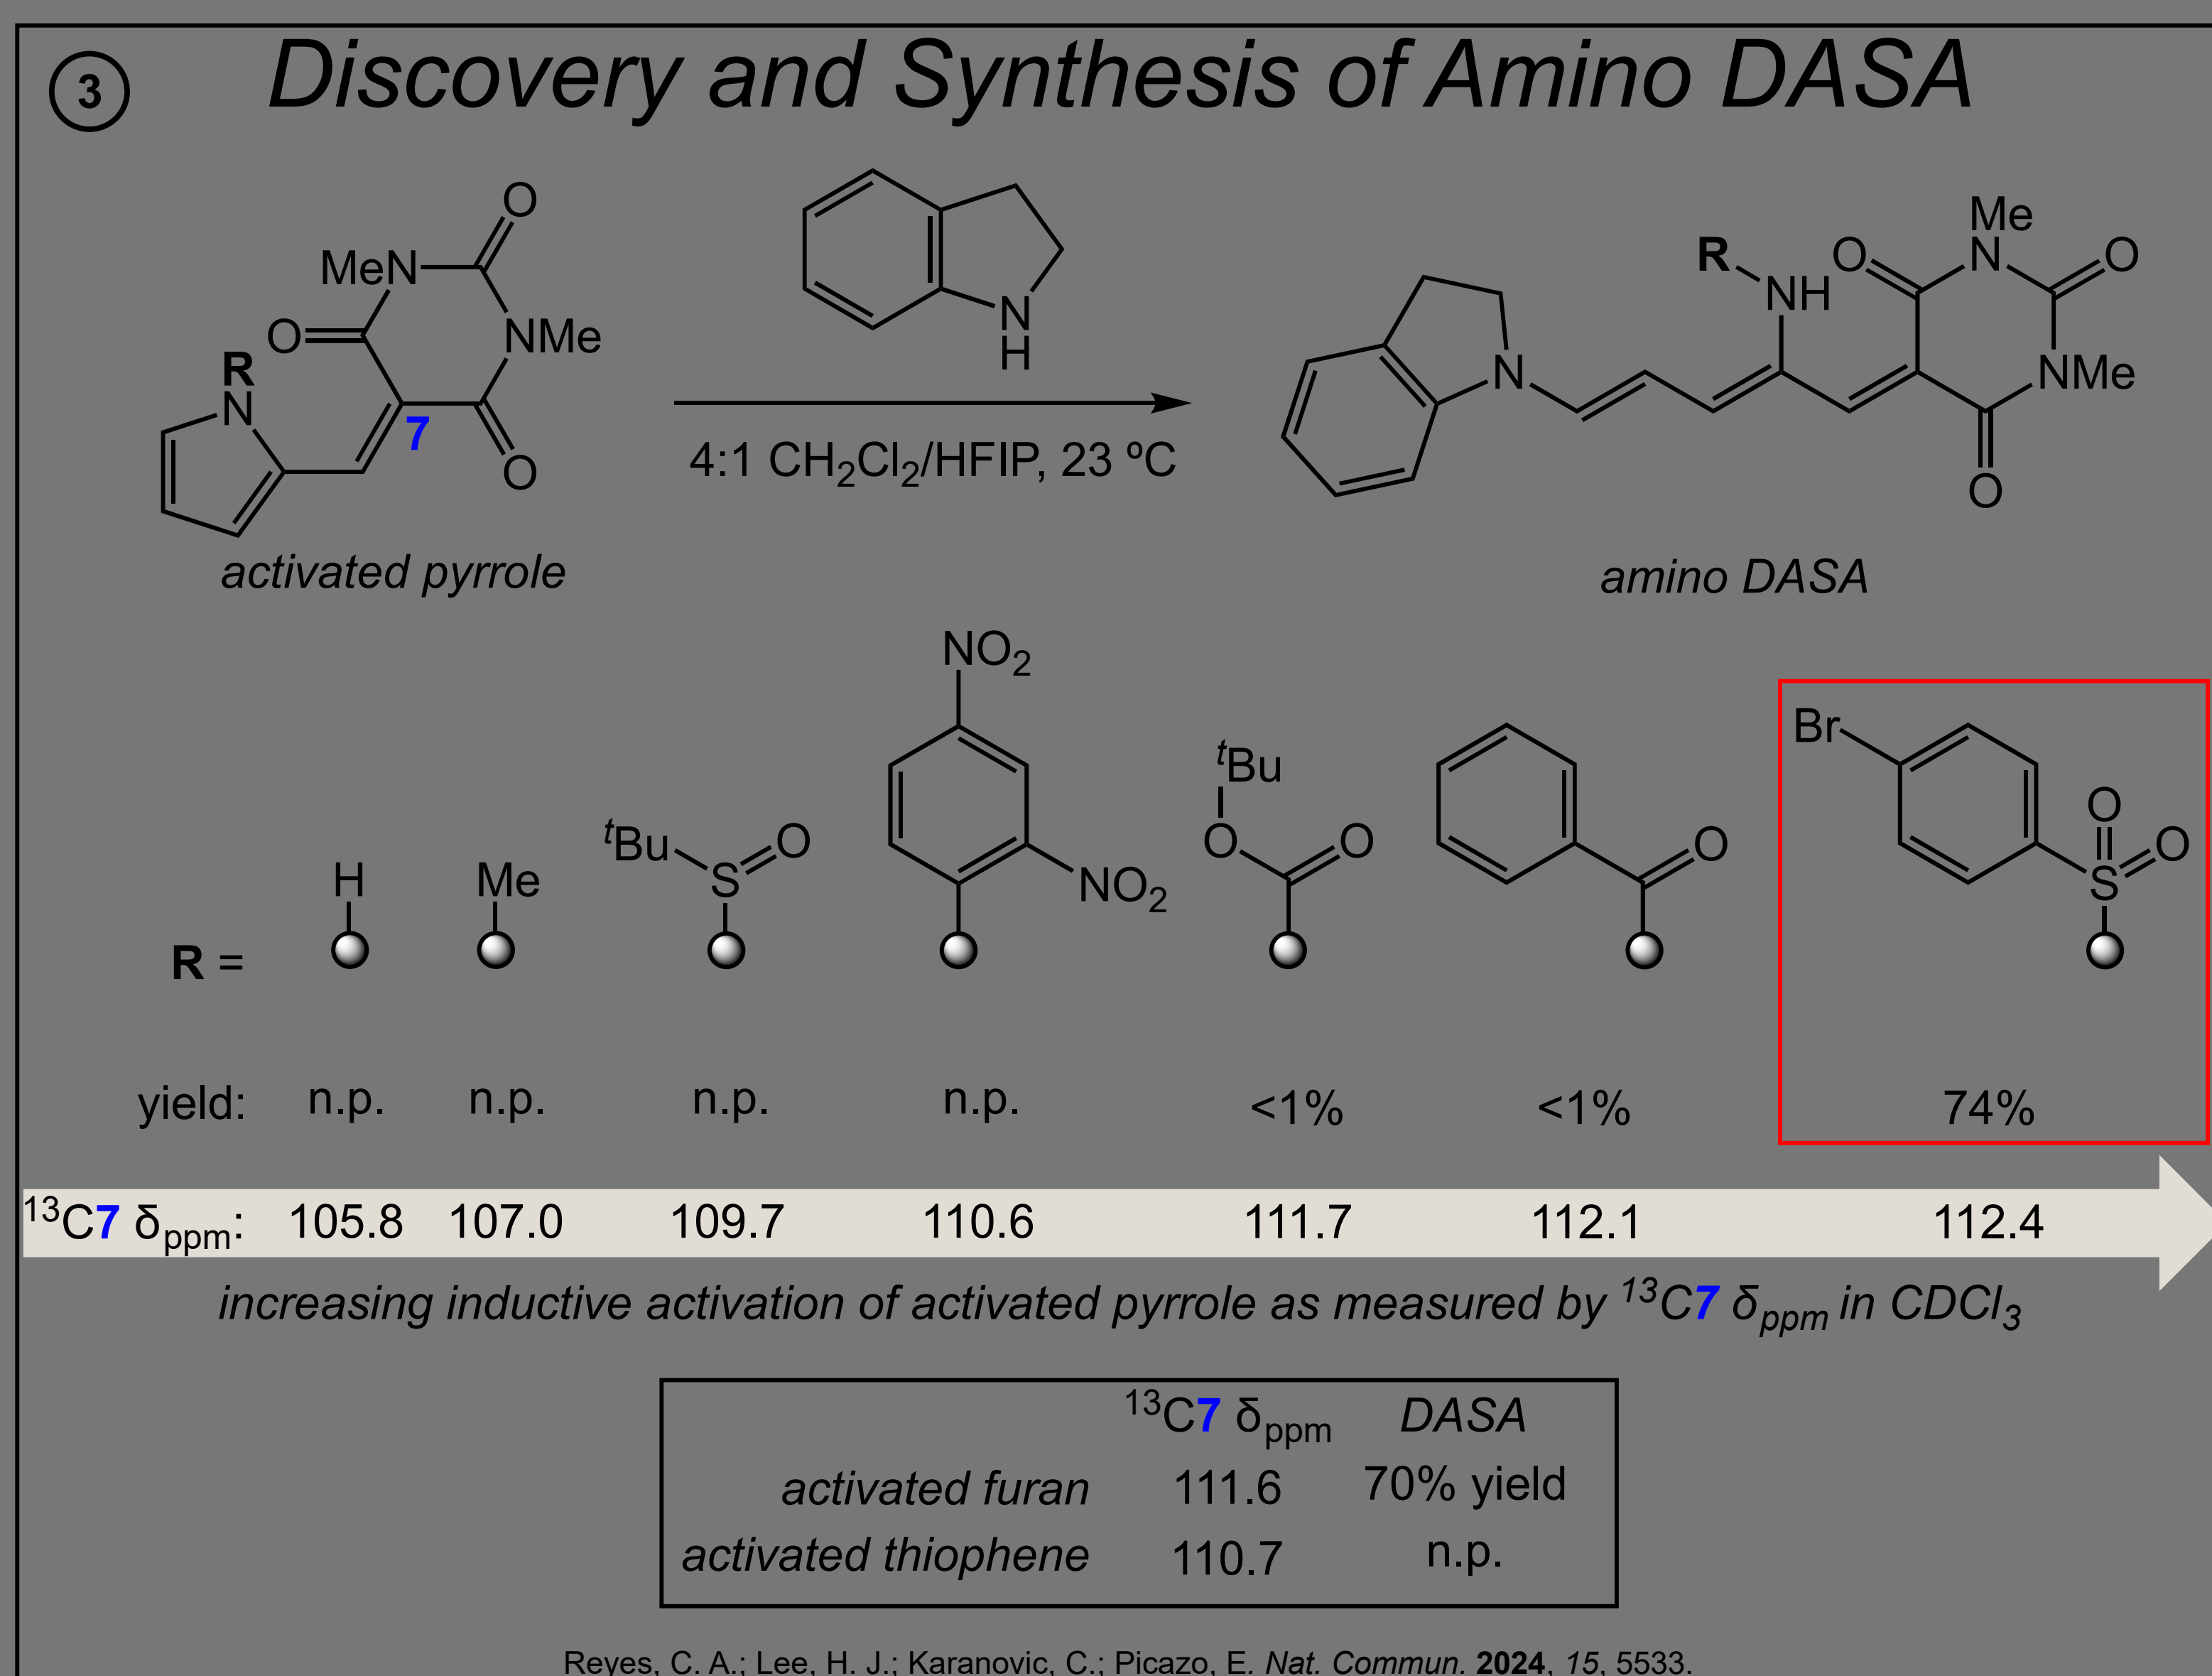 3 Discovery and Synthesis of Amino DASA
O
MeN
NMe
O
R
N
7
O
N
H
4:1 CH2Cl2/HFIP, 23 ºC
activated pyrrole
Me
R
O
N
O
NH
N
NMe
O
amino DASA
NO2
Br
tBu
O
tBu
O
O
O
O
O
H
Me
S
NO2
S
R =
yield: n.p. n.p. n.p. n.p. <1% <1% 74%
13C7 δppm: 105.8 107.0 109.7 110.6 111.7 112.1 112.4
increasing inductive activation of activated pyrrole as measured by 13C7 δppm in CDCl3
13C7 δppm DASA
activated furan 111.6 70% yield
activated thiophene 110.7 n.p.
Reyes, C. A.; Lee, H. J.; Karanovic, C.; Picazo, E. Nat. Commun. 2024, 15, 5533.